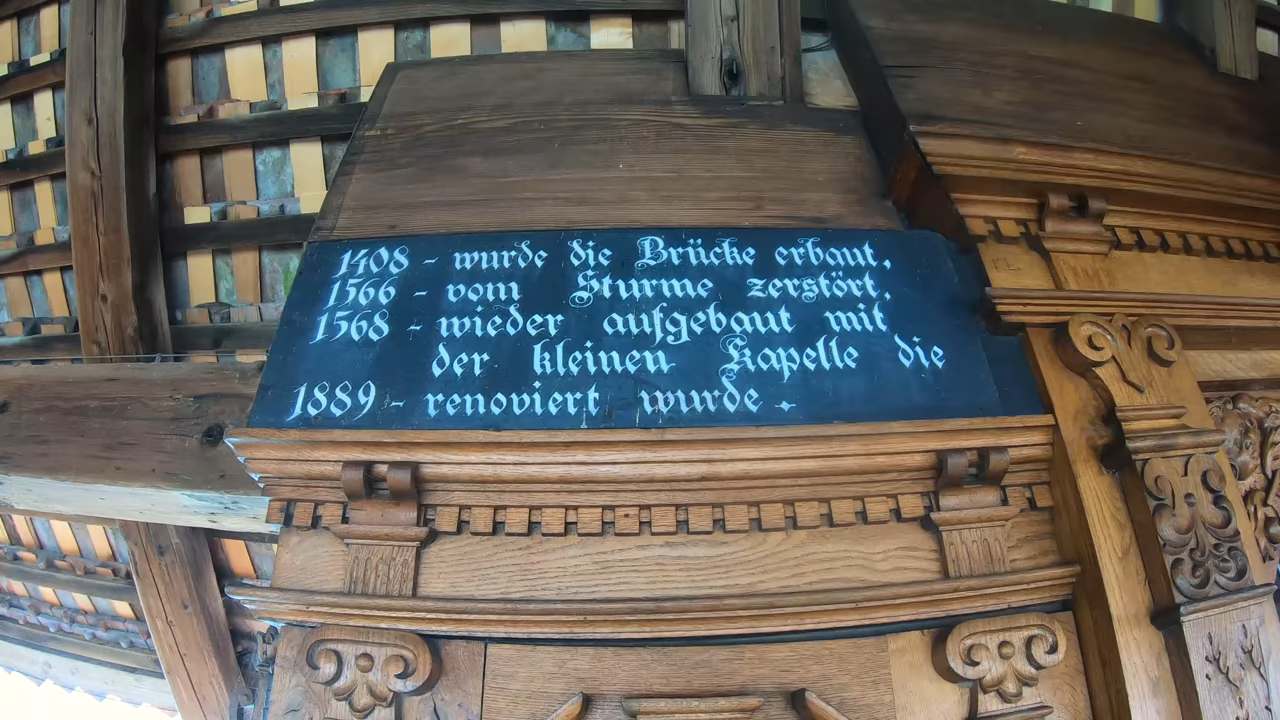 1408 - wurde die Brücke erbaut,
1566 - vom Sturme zerstört,
1568 - wieder aufgebaut mit
der kleinen Kapelle die
1889 - renoviert wurde.